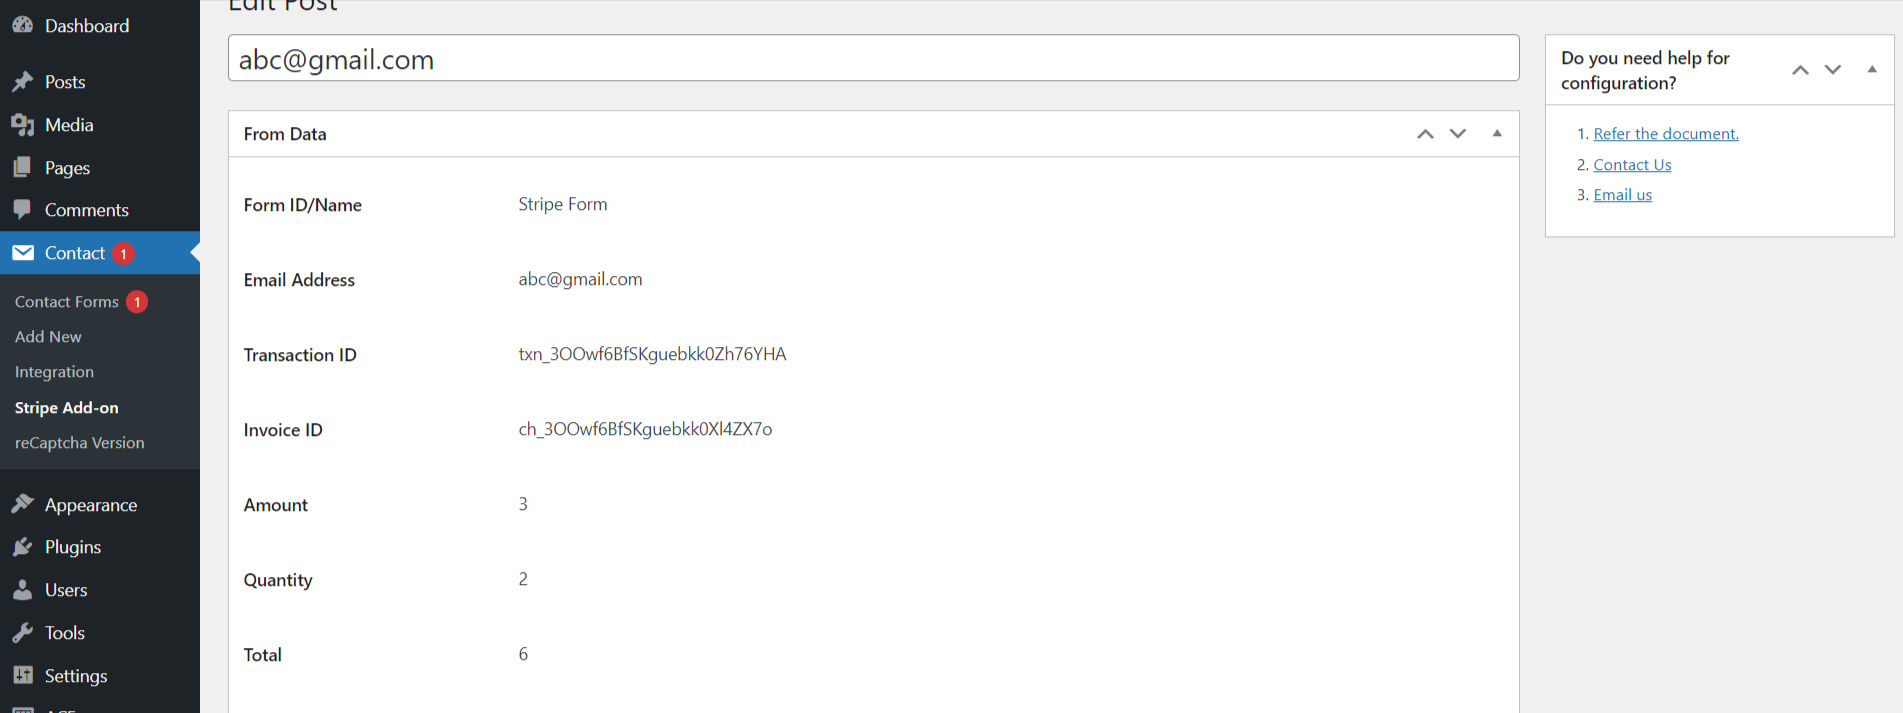 Dashboard
Posts
Media
Pages
Comments
Contact 1
Contact Forms 1
Add New
Integration
Stripe Add-on
reCaptcha Version
Appearance
Plugins
Users
Tools
Settings
Edit Post
abc@gmail.com
From Data
Form ID/Name Stripe Form
Email Address abc@gmail.com
Transaction ID txn_3OOwf6BfSKguebkk0Zh76YHA
Invoice ID ch_3OOwf6BfSKguebkk0Xl4ZX7o
Amount 3
Quantity 2
Total 6
Do you need help for
configuration?
1. Refer the document.
2. Contact Us
3. Email us